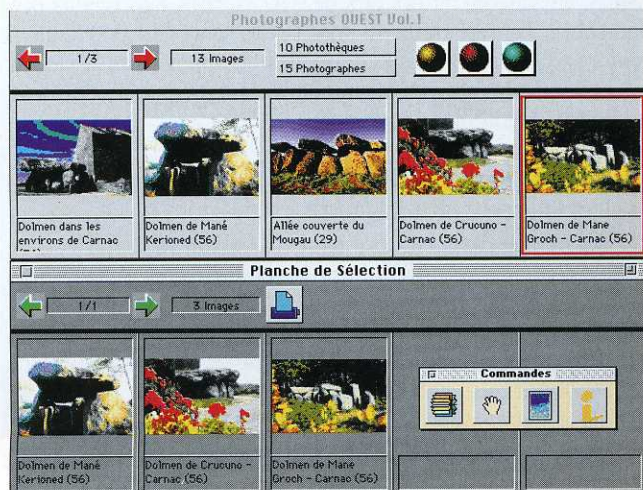 Photographes OUEST Vol.1
1/3
13 Images
10 Photothèques
15 Photographes
Dolmen dans les
environs de Carnac
Dolmen de Mané
Kerioned (56)
Allée couverte du
Mougau (29)
Dolmen de Crucuno -
Carnac (56)
Dolmen de Mane
Groch - Carnac (56)
Planche de Sélection
1/1
3 Images
Commandes
Dolmen de Mané
Kerioned (56)
Dolmen de Crucuno -
Carnac (56)
Dolmen de Mane
Groch - Carnac (56)